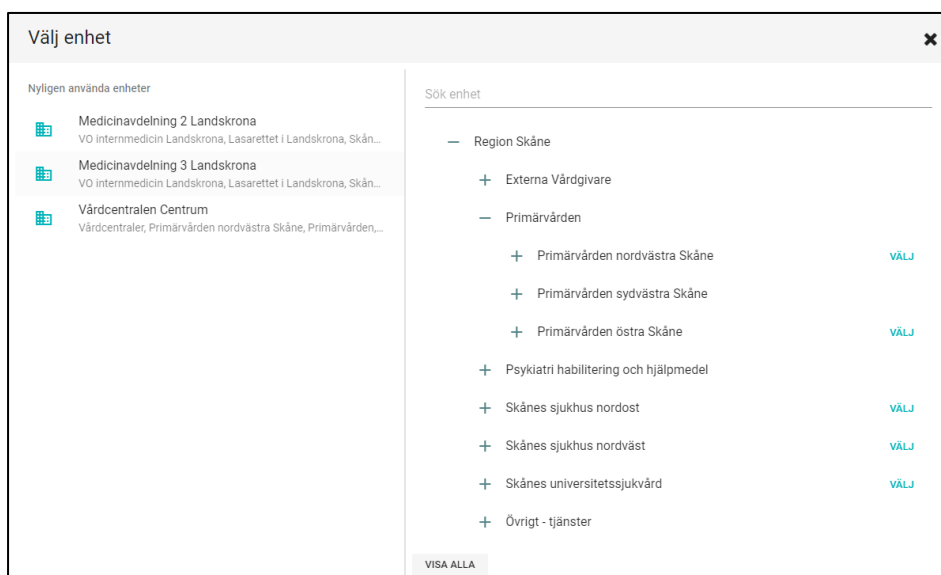 Välj enhet
Nyligen använda enheter
Medicinavdelning 2 Landskrona
VO internmedicin Landskrona, Lasarettet i Landskrona, Skån...
Medicinavdelning 3 Landskrona
VO internmedicin Landskrona, Lasarettet i Landskrona, Skån...
Vårdcentralen Centrum
Vårdcentraler, Primärvården nordvästra Skåne, Primärvården,...
Sök enhet
Region Skåne
Externa Vårdgivare
Primärvården
Primärvården nordvästra Skåne VÄLJ
Primärvården sydvästra Skåne
Primärvården östra Skåne VÄLJ
Psykiatri habilitering och hjälpmedel
Skånes sjukhus nordost VÄLJ
Skånes sjukhus nordväst VÄLJ
Skånes universitetssjukvård VÄLJ
Övrigt - tjänster
VISA ALLA